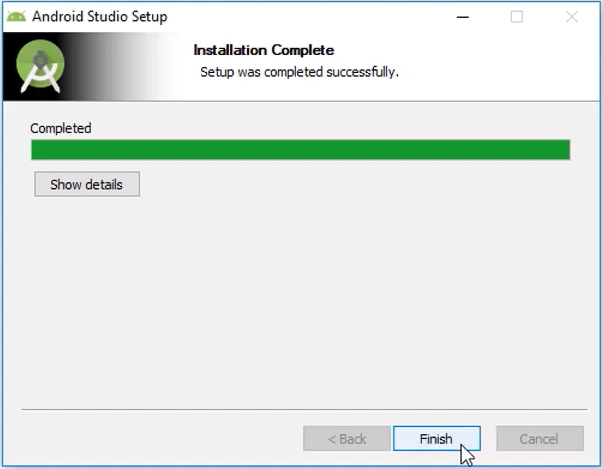 Android Studio Setup
Installation Complete
Setup was completed successfully.
Completed
Show details
< Back
Finish
Cancel